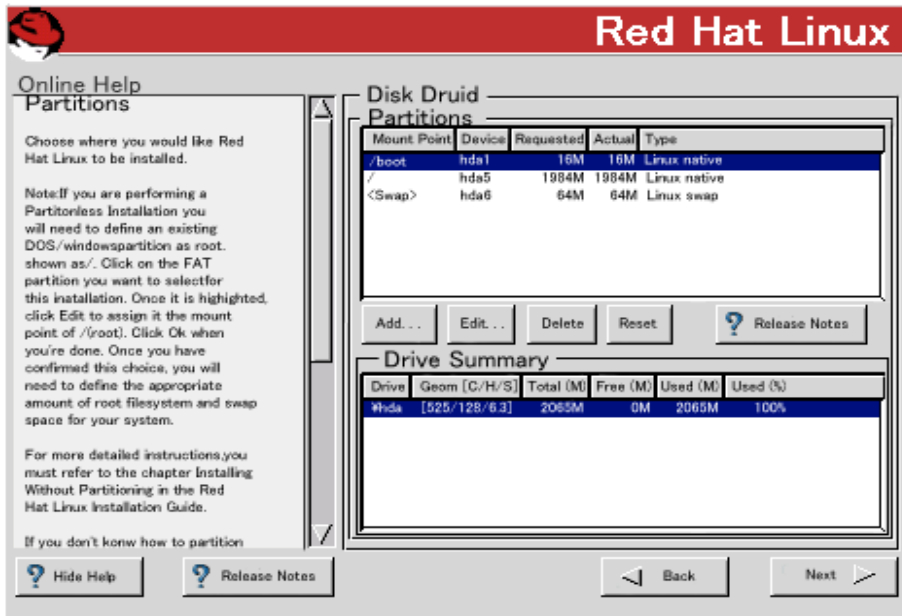 Red Hat Linux
Online Help
Partitions
Choose where you would like Red
Hat Linux to be installed.
Note:If you are performing a
Partitonless Installation you
will need to define an existing
DOS/windowspartition as root.
shown as/. Click on the FAT
partition you want to selectfor
this inatallation. Once it is highighted,
click Edit to assign it the mount
point of /(root). Click Ok when
you're done. Once you have
confirmed this choice, you will
need to define the appropriate
amount of root filesystem and swap
space for your system.
For more detailed instructions,you
must refer to the chapter Installing
Without Partitioning in the Red
Hat Linux Installation Guide.
If you don't konw how to partition
Disk Druid
Partitions
Mount Point Device Requested Actual Type
/boot hda1 16M 16M Linux native
/ hda5 1984M 1984M Linux native
<Swap> hda6 64M 64M Linux swap
Add... Edit... Delete Reset ? Release Notes
Drive Summary
Drive Geom [C/H/S] Total (M) Free (M) Used (M) Used (%)
¥hda [525/128/6.3] 2065M 0M 2065M 100%
? Hide Help ? Release Notes Back Next